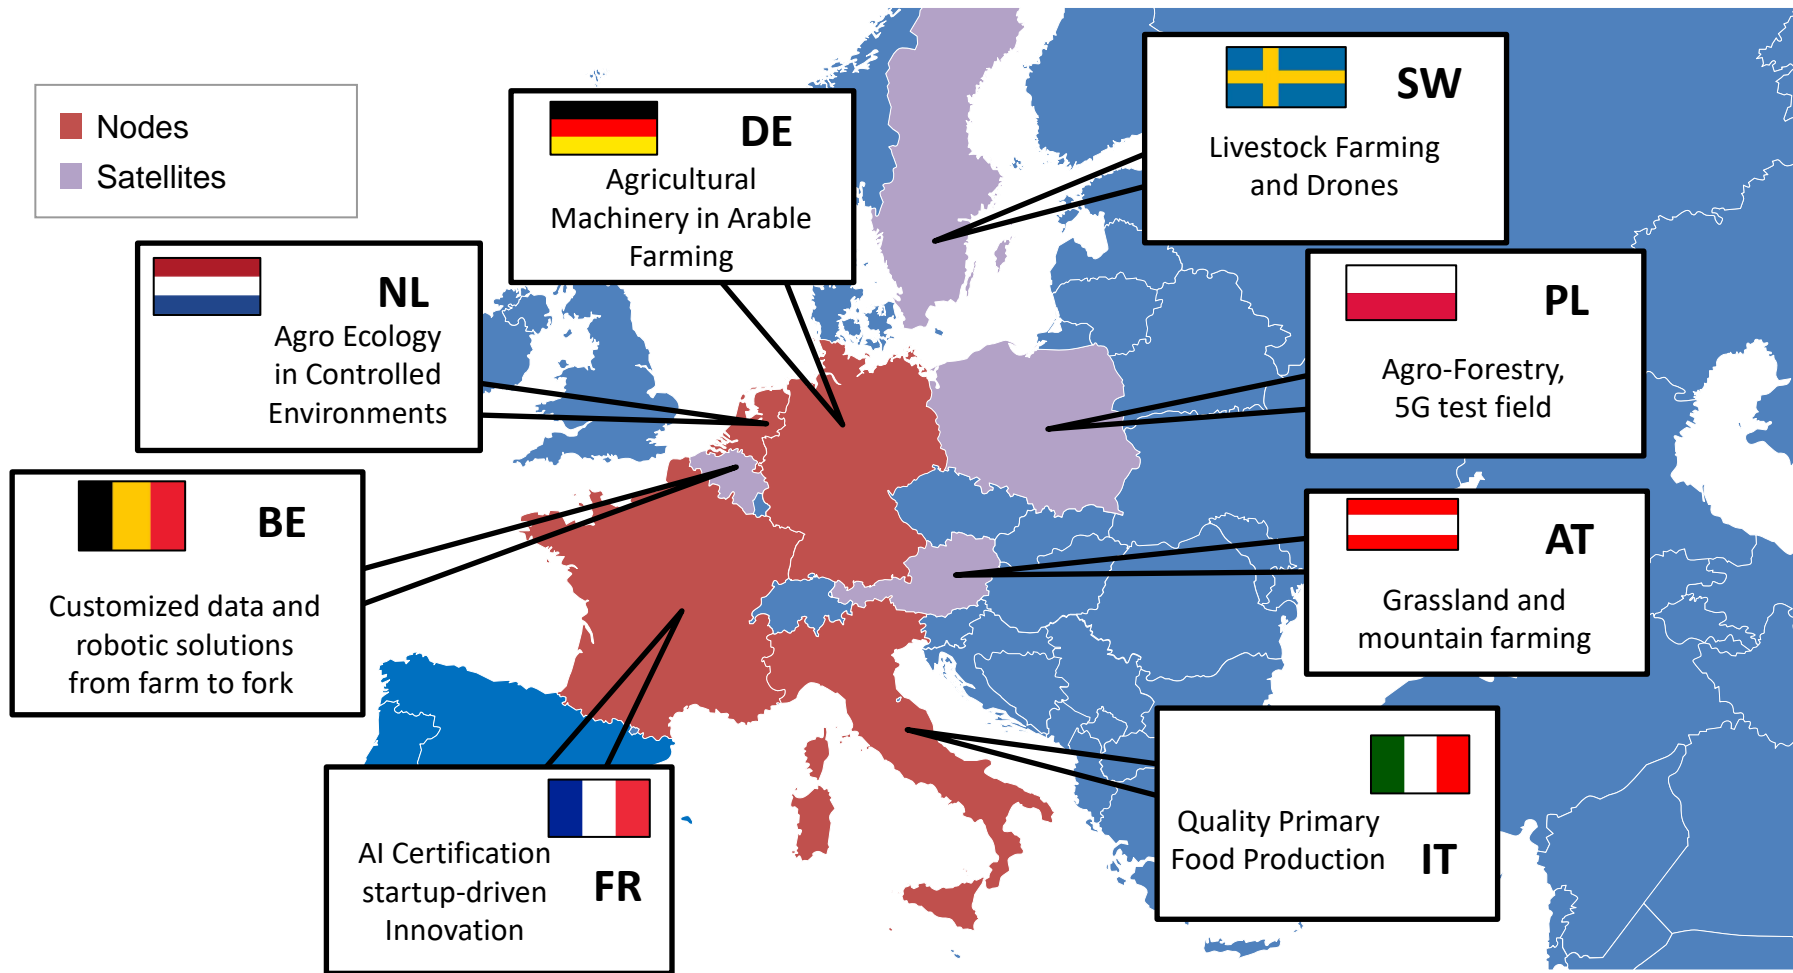 Nodes
Satellites
DE
Agricultural
Machinery in Arable
Farming
SW
Livestock Farming
and Drones
NL
Agro Ecology
in Controlled
Environments
PL
Agro-Forestry,
5G test field
BE
Customized data and
robotic solutions
from farm to fork
AT
Grassland and
mountain farming
FR
AI Certification
startup-driven
Innovation
IT
Quality Primary
Food Production